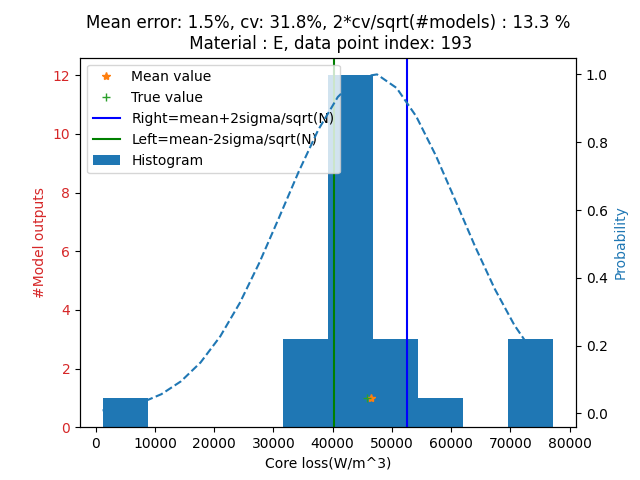 Mean error: 1.5%, cv: 31.8%, 2*cv/sqrt(#models) : 13.3 %
Material : E, data point index: 193
Mean value
True value
Right=mean+2sigma/sqrt(N)
Left=mean-2sigma/sqrt(N)
Histogram
12
10
8
6
4
2
0
#Model outputs
1.0
0.8
0.6
0.4
0.2
0.0
Probability
0 10000 20000 30000 40000 50000 60000 70000 80000
Core loss(W/m^3)